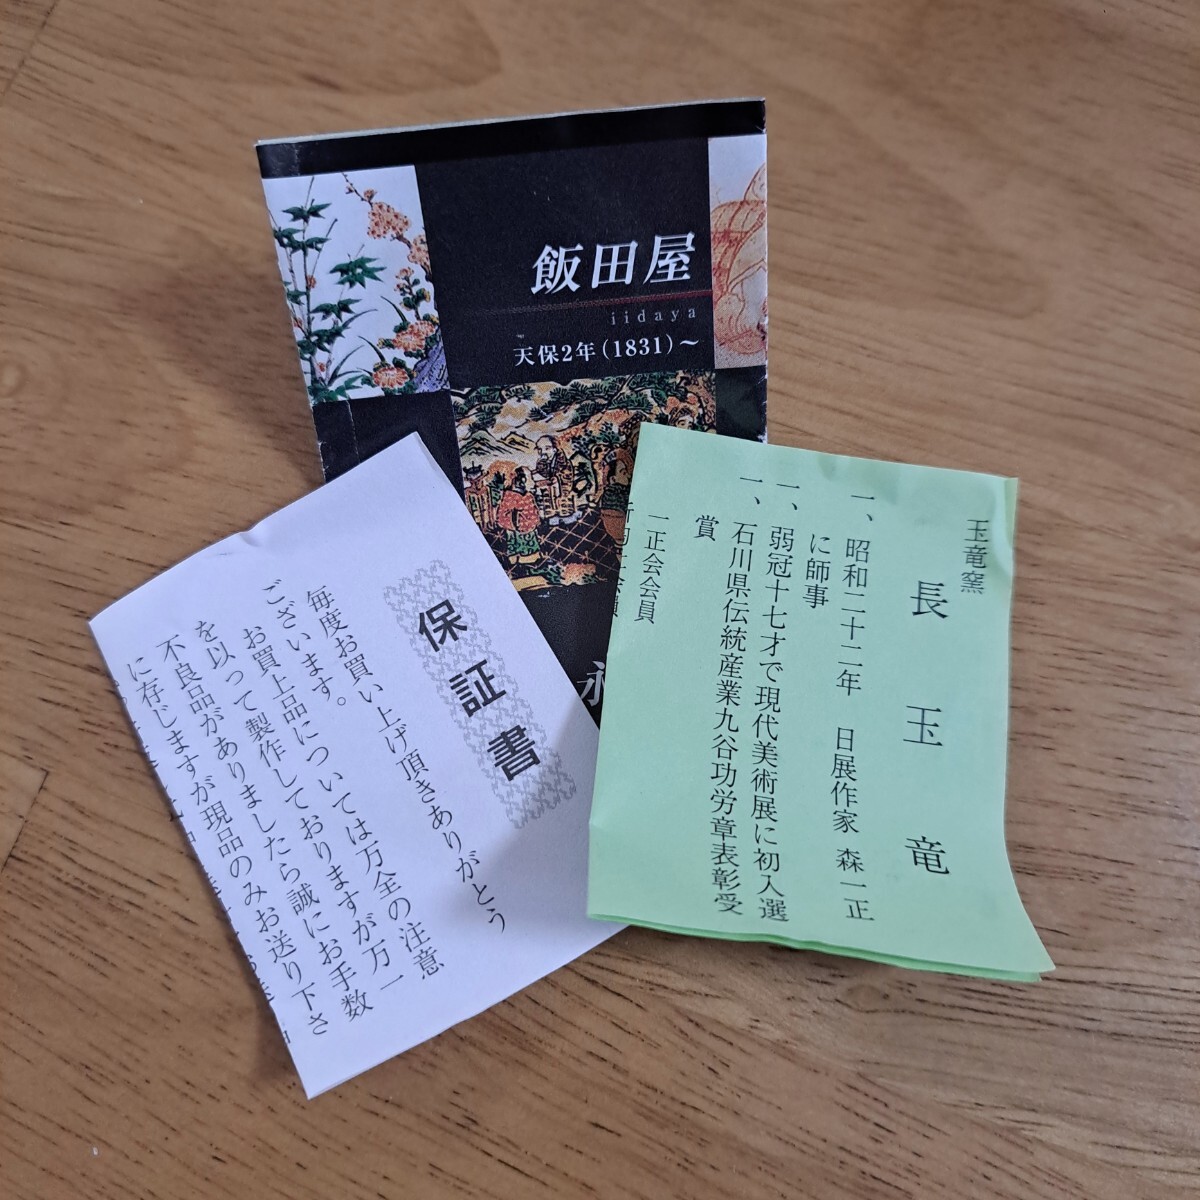 飯田屋
iidaya
天保2年(1831)～
永
保証書
毎度お買い上げ頂きありがとう
ございます。
お買上品については万全の注意
を以って製作しておりますが万一
不良品がありましたら誠にお手数
に存じますが現品のみお送り下さ
玉竜窯
長玉竜
一、昭和二十二年 日展作家 森一正
に師事
一、弱冠十七才で現代美術展に初入選
一、石川県伝統産業九谷功労章表彰受
賞
一正会会員